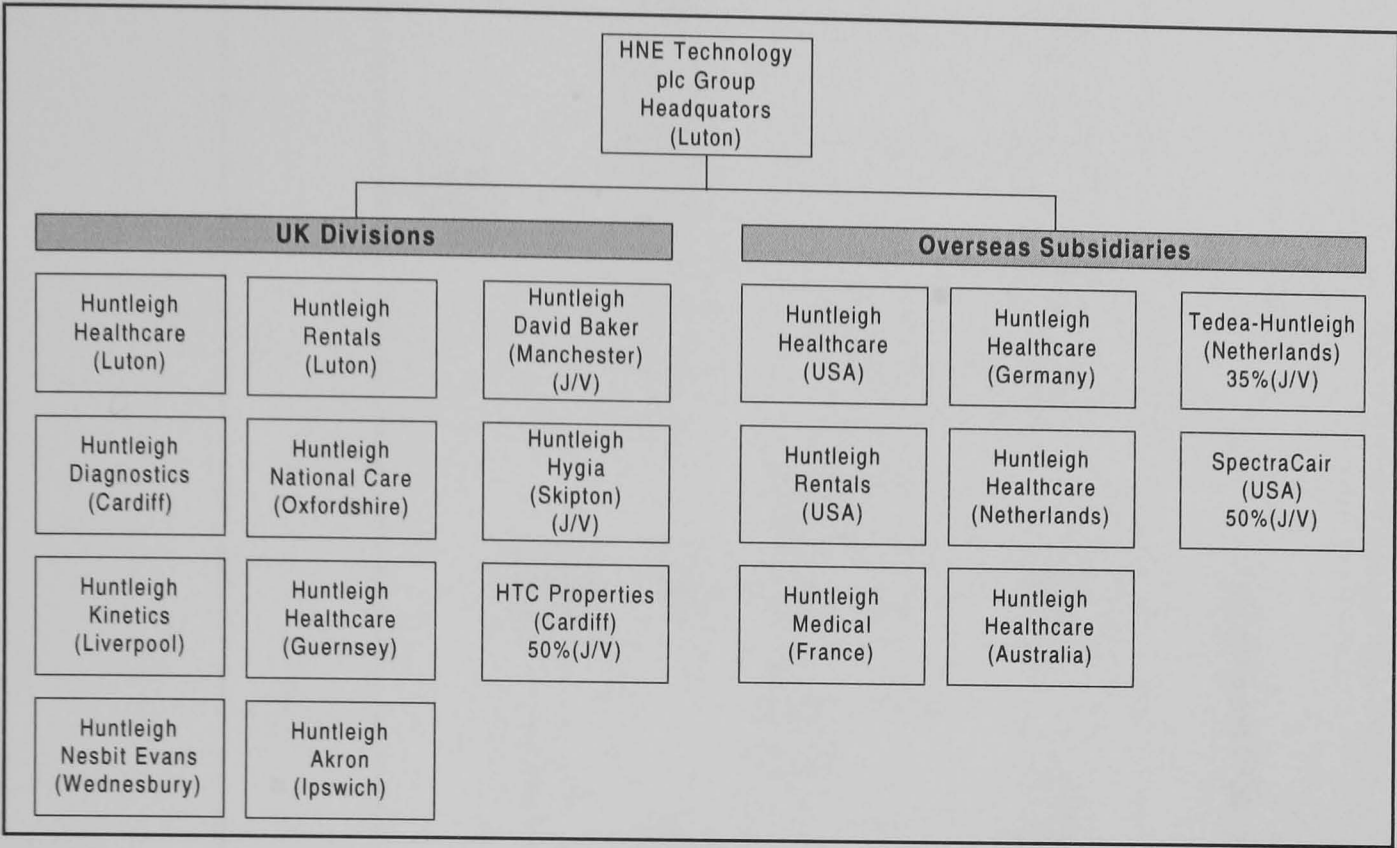 HNE Technology
plc Group
Headquators
(Luton)
UK Divisions
Huntleigh
Healthcare
(Luton)
Huntleigh
Rentals
(Luton)
Huntleigh
David Baker
(Manchester)
(J/V)
Huntleigh
Diagnostics
(Cardiff)
Huntleigh
National Care
(Oxfordshire)
Huntleigh
Hygia
(Skipton)
(J/V)
Huntleigh
Kinetics
(Liverpool)
Huntleigh
Healthcare
(Guernsey)
HTC Properties
(Cardiff)
50%(J/V)
Huntleigh
Nesbit Evans
(Wednesbury)
Huntleigh
Akron
(Ipswich)
Overseas Subsidiaries
Huntleigh
Healthcare
(USA)
Huntleigh
Healthcare
(Germany)
Tedea-Huntleigh
(Netherlands)
35%(J/V)
Huntleigh
Rentals
(USA)
Huntleigh
Healthcare
(Netherlands)
SpectraCair
(USA)
50%(J/V)
Huntleigh
Medical
(France)
Huntleigh
Healthcare
(Australia)